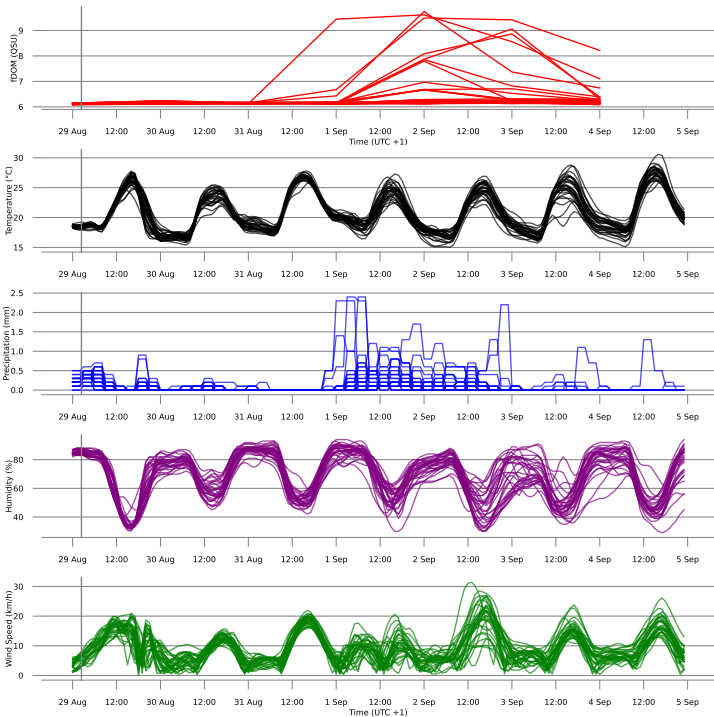 fDOM (QSU)
9
8
7
6
29 Aug 12:00 30 Aug 12:00 31 Aug 12:00 1 Sep 12:00 2 Sep 12:00 3 Sep 12:00 4 Sep 12:00 5 Sep
Time (UTC +1)
Temperature (°C)
30
25
20
15
29 Aug 12:00 30 Aug 12:00 31 Aug 12:00 1 Sep 12:00 2 Sep 12:00 3 Sep 12:00 4 Sep 12:00 5 Sep
Precipitation (mm)
2.5
2.0
1.5
1.0
0.5
0.0
29 Aug 12:00 30 Aug 12:00 31 Aug 12:00 1 Sep 12:00 2 Sep 12:00 3 Sep 12:00 4 Sep 12:00 5 Sep
Humidity (%)
80
60
40
29 Aug 12:00 30 Aug 12:00 31 Aug 12:00 1 Sep 12:00 2 Sep 12:00 3 Sep 12:00 4 Sep 12:00 5 Sep
Wind Speed (km/h)
30
20
10
0
29 Aug 12:00 30 Aug 12:00 31 Aug 12:00 1 Sep 12:00 2 Sep 12:00 3 Sep 12:00 4 Sep 12:00 5 Sep
Time (UTC +1)